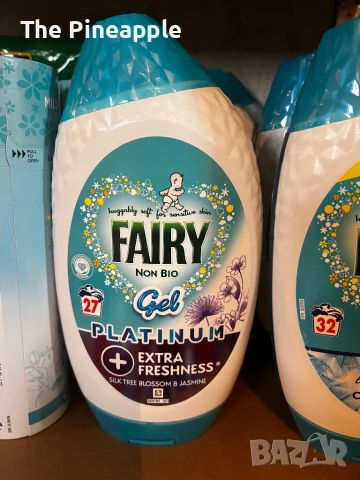 The Pineapple
MIL
PULL
TO
OPEN
huggably soft for sensitive skin
FAIRY
NON BIO
Gel
27
PLATINUM
+ EXTRA
FRESHNESS*
SILK TREE BLOSSOM & JASMINE
32
BAZAR